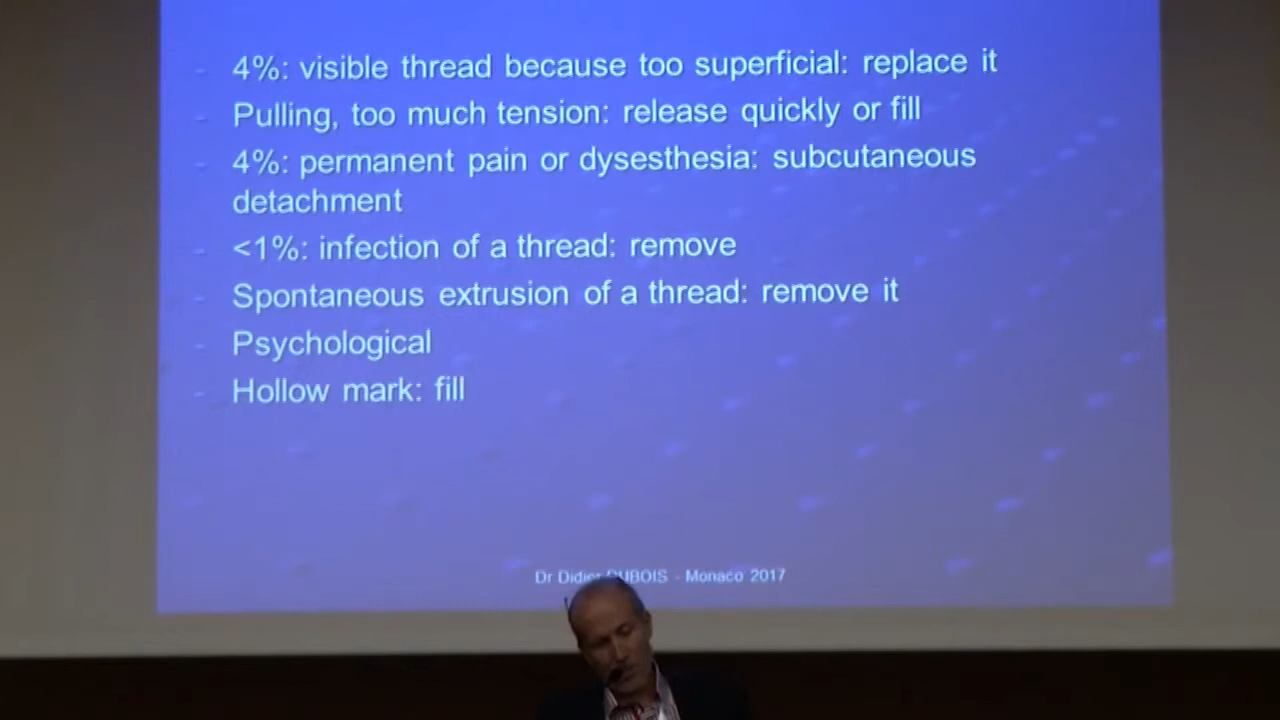 - 4%: visible thread because too superficial: replace it
- Pulling, too much tension: release quickly or fill
- 4%: permanent pain or dysesthesia: subcutaneous
detachment
- <1%: infection of a thread: remove
- Spontaneous extrusion of a thread: remove it
- Psychological
- Hollow mark: fill
Dr Didier DUBOIS - Monaco 2017